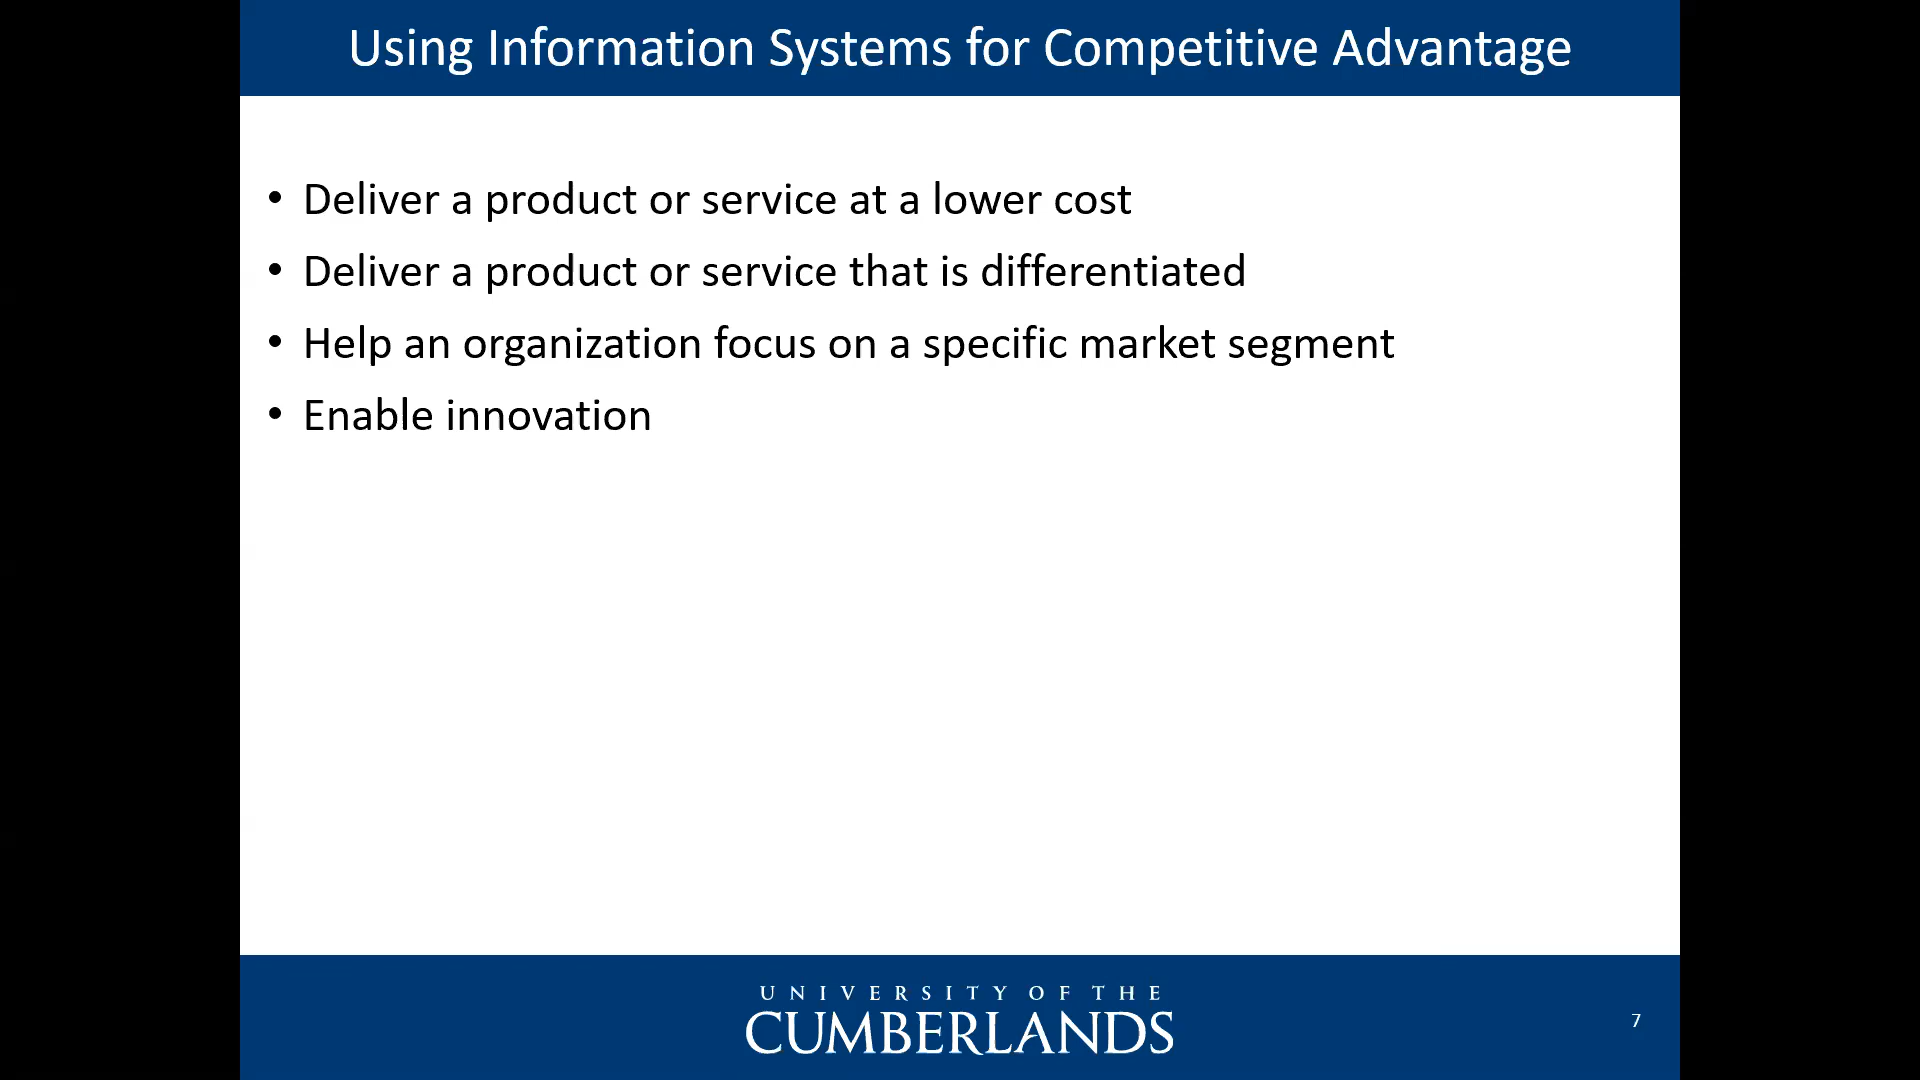 Using Information Systems for Competitive Advantage
• Deliver a product or service at a lower cost
• Deliver a product or service that is differentiated
• Help an organization focus on a specific market segment
• Enable innovation
UNIVERSITY OF THE
CUMBERLANDS
7